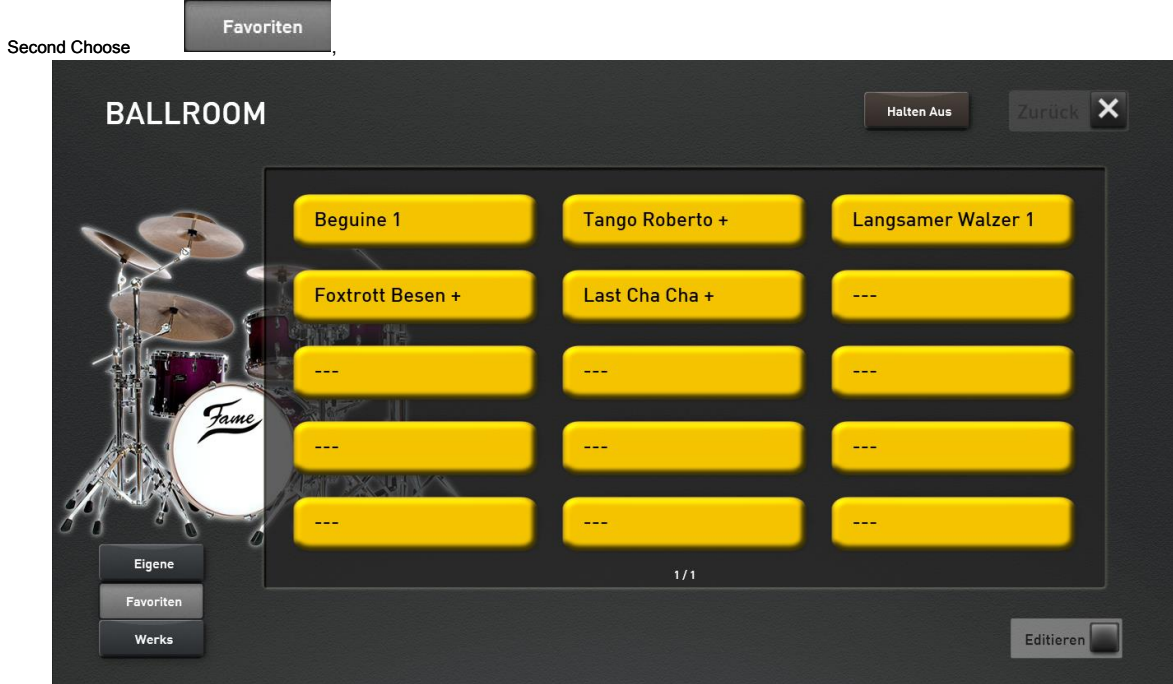 Favoriten
Second Choose ,
BALLROOM
Halten Aus
Zurück
Beguine 1
Tango Roberto +
Langsamer Walzer 1
Foxtrott Besen +
Last Cha Cha +
---
---
---
---
---
---
---
---
---
---
Fame
Eigene
Favoriten
Werks
1/1
Editieren